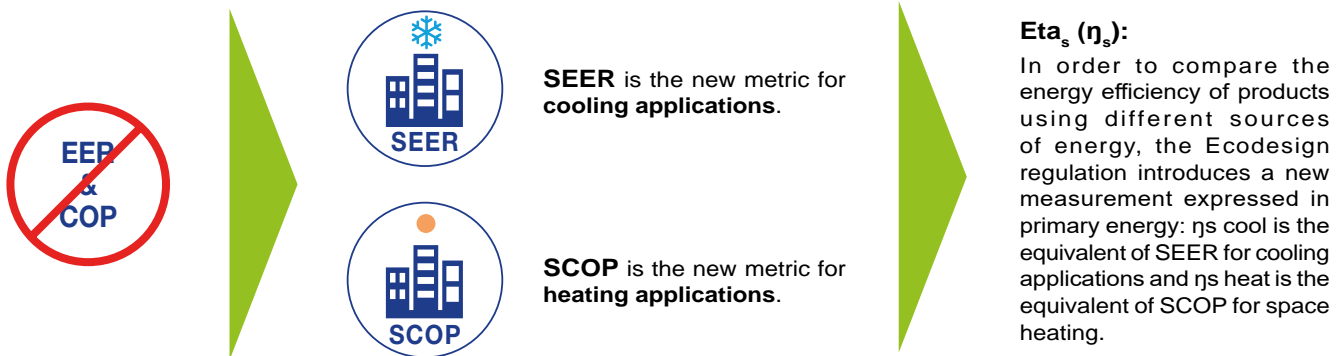 EER
&
COP
SEER
SEER is the new metric for
cooling applications.
SCOP
SCOP is the new metric for
heating applications.
Etas (ŋs):
In order to compare the
energy efficiency of products
using different sources
of energy, the Ecodesign
regulation introduces a new
measurement expressed in
primary energy: ŋs cool is the
equivalent of SEER for cooling
applications and ŋs heat is the
equivalent of SCOP for space
heating.